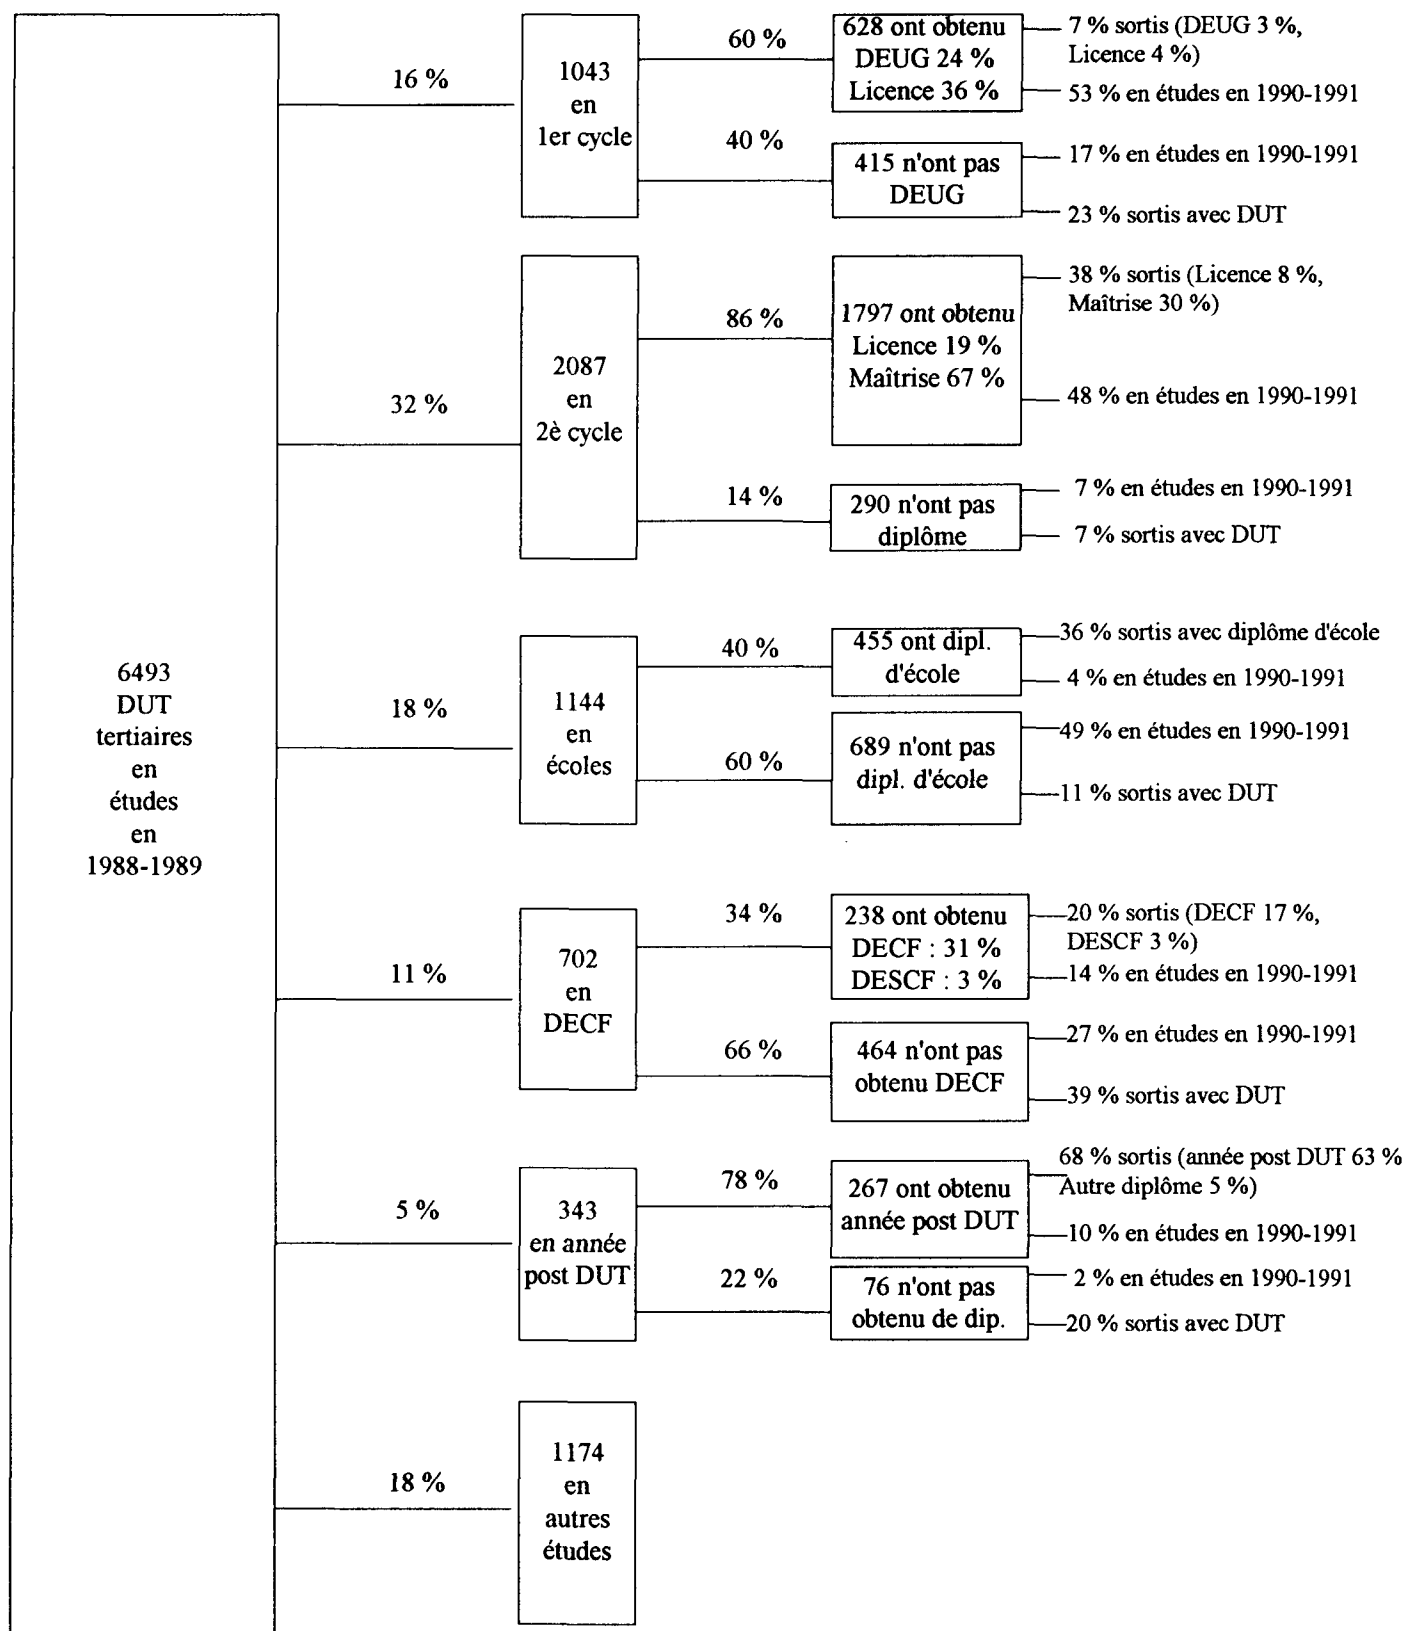 6493
DUT
tertiaires
en
études
en
1988-1989
16 %
1043
en
1er cycle
60 %
628 ont obtenu
DEUG 24 %
Licence 36 %
7 % sortis (DEUG 3 %,
Licence 4 %)
53 % en études en 1990-1991
40 %
415 n'ont pas
DEUG
17 % en études en 1990-1991
23 % sortis avec DUT
32 %
2087
en
2è cycle
86 %
1797 ont obtenu
Licence 19 %
Maîtrise 67 %
38 % sortis (Licence 8 %,
Maîtrise 30 %)
48 % en études en 1990-1991
14 %
290 n'ont pas
diplôme
7 % en études en 1990-1991
7 % sortis avec DUT
18 %
1144
en
écoles
40 %
455 ont dipl.
d'école
36 % sortis avec diplôme d'école
4 % en études en 1990-1991
60 %
689 n'ont pas
dipl. d'école
49 % en études en 1990-1991
11 % sortis avec DUT
11 %
702
en
DECF
34 %
238 ont obtenu
DECF : 31 %
DESCF : 3 %
20 % sortis (DECF 17 %,
DESCF 3 %)
14 % en études en 1990-1991
66 %
464 n'ont pas
obtenu DECF
27 % en études en 1990-1991
39 % sortis avec DUT
5 %
343
en année
post DUT
78 %
267 ont obtenu
année post DUT
68 % sortis (année post DUT 63 %
Autre diplôme 5 %)
10 % en études en 1990-1991
22 %
76 n'ont pas
obtenu de dip.
2 % en études en 1990-1991
20 % sortis avec DUT
18 %
1174
en
autres
études